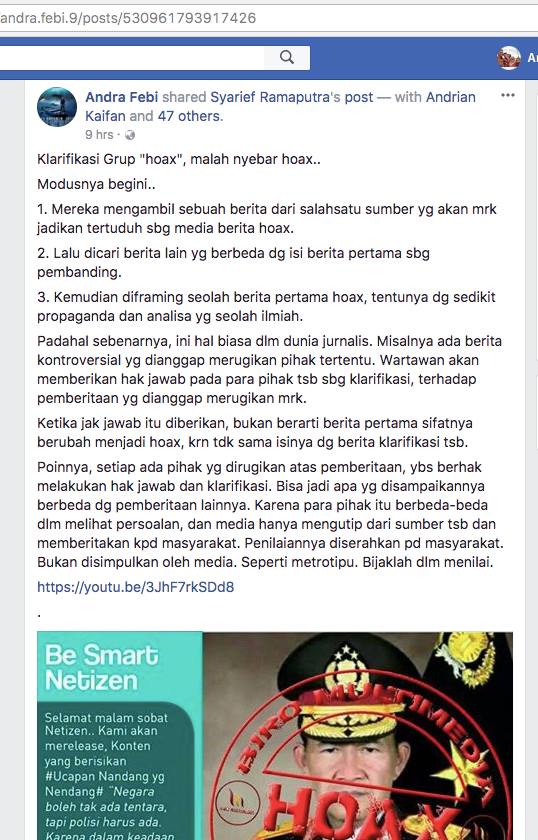 andra.febi.9/posts/530961793917426
Andra Febi shared Syarief Ramaputra's post — with Andrian
Kaifan and 47 others.
9 hrs ·
Klarifikasi Grup "hoax", malah nyebar hoax..
Modusnya begini..
1. Mereka mengambil sebuah berita dari salahsatu sumber yg akan mrk
jadikan tertuduh sbg media berita hoax.
2. Lalu dicari berita lain yg berbeda dg isi berita pertama sbg
pembanding.
3. Kemudian diframing seolah berita pertama hoax, tentunya dg sedikit
propaganda dan analisa yg seolah ilmiah.
Padahal sebenarnya, ini hal biasa dlm dunia jurnalis. Misalnya ada berita
kontroversial yg dianggap merugikan pihak tertentu. Wartawan akan
memberikan hak jawab pada para pihak tsb sbg klarifikasi, terhadap
pemberitaan yg dianggap merugikan mrk.
Ketika jak jawab itu diberikan, bukan berarti berita pertama sifatnya
berubah menjadi hoax, krn tdk sama isinya dg berita klarifikasi tsb.
Poinnya, setiap ada pihak yg dirugikan atas pemberitaan, ybs berhak
melakukan hak jawab dan klarifikasi. Bisa jadi apa yg disampaikannya
berbeda dg pemberitaan lainnya. Karena para pihak itu berbeda-beda
dlm melihat persoalan, dan media hanya mengutip dari sumber tsb dan
memberitakan kpd masyarakat. Penilaiannya diserahkan pd masyarakat.
Bukan disimpulkan oleh media. Seperti metrotipu. Bijaklah dlm menilai.
https://youtu.be/3JhF7rkSDd8
.
Be Smart
Netizen
Selamat malam sobat
Netizen.. Kami akan
merelease, Konten
yang berisikan
#Ucapan Nandang yg
Nendang# "Negara
boleh tak ada tentara,
tapi polisi harus ada.
Karena dalam keadaan
BIRO MULTIMEDIA
HOAX